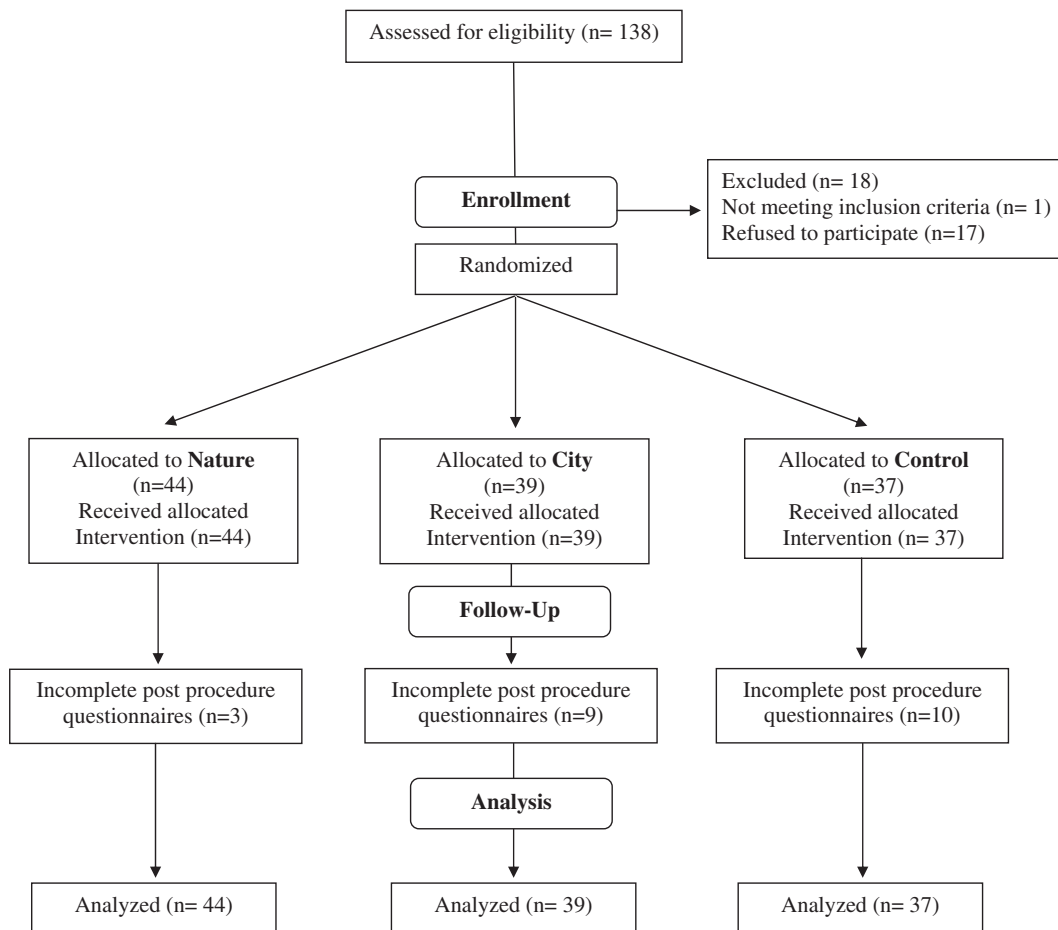 Assessed for eligibility (n= 138)
Enrollment
Excluded (n= 18)
Not meeting inclusion criteria (n= 1)
Refused to participate (n=17)
Randomized
Allocated to Nature
(n=44)
Received allocated
Intervention (n=44)
Allocated to City
(n=39)
Received allocated
Intervention (n=39)
Allocated to Control
(n=37)
Received allocated
Intervention (n= 37)
Follow-Up
Incomplete post procedure
questionnaires (n=3)
Incomplete post procedure
questionnaires (n=9)
Incomplete post procedure
questionnaires (n=10)
Analysis
Analyzed (n= 44)
Analyzed (n= 39)
Analyzed (n= 37)